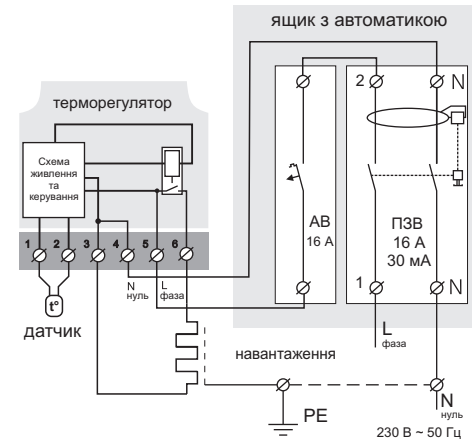 ящик з автоматикою
2
N
терморегулятор
Схема
живлення
та
керування
АВ
16 А
ПЗВ
16 А
30 мА
1 2 3 4 5 6
1
N
N
нуль
L
фаза
t°
датчик
L
фаза
навантаження
PE
N
нуль
230 В ~ 50 Гц